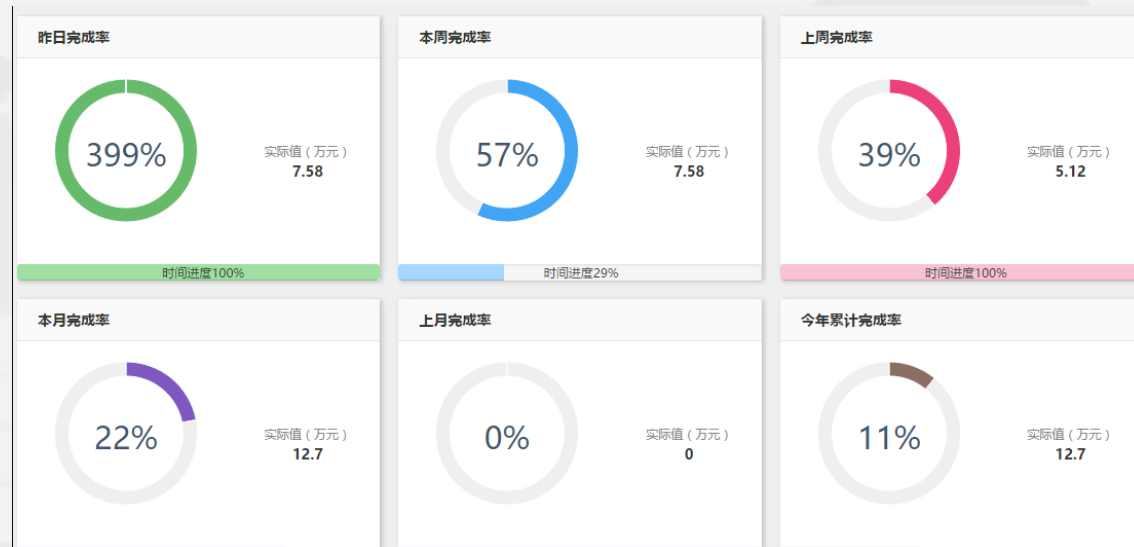 昨日完成率
399%
实际值（万元）
7.58
时间进度100%
本周完成率
57%
实际值（万元）
7.58
时间进度29%
上周完成率
39%
实际值（万元）
5.12
时间进度100%
本月完成率
22%
实际值（万元）
12.7
上月完成率
0%
实际值（万元）
0
今年累计完成率
11%
实际值（万元）
12.7